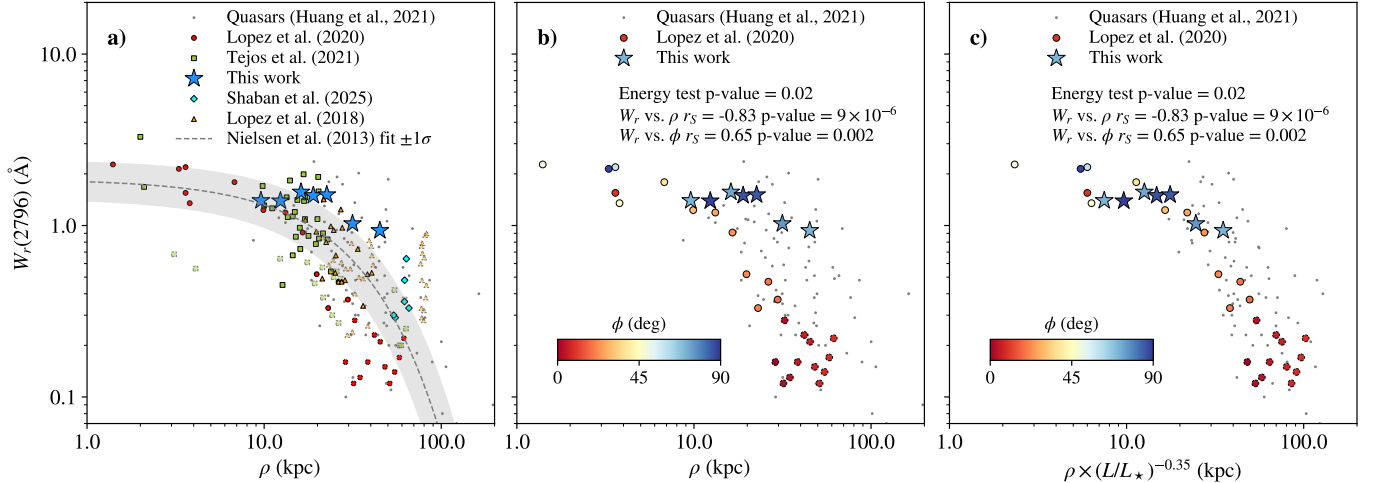 a)
Quasars (Huang et al., 2021)
Lopez et al. (2020)
Tejos et al. (2021)
This work
Shaban et al. (2025)
Lopez et al. (2018)
Nielsen et al. (2013) fit ±1σ
W_r(2796) (Å)
20.0
10.0
1.0
0.1
1.0
10.0
100.0
ρ (kpc)
b)
Quasars (Huang et al., 2021)
Lopez et al. (2020)
This work
Energy test p-value = 0.02
W_r vs. ρ r_S = -0.83 p-value = 9×10⁻⁶
W_r vs. ϕ r_S = 0.65 p-value = 0.002
ϕ (deg)
0
45
90
1.0
10.0
100.0
ρ (kpc)
c)
Quasars (Huang et al., 2021)
Lopez et al. (2020)
This work
Energy test p-value = 0.02
W_r vs. ρ r_S = -0.83 p-value = 9×10⁻⁶
W_r vs. ϕ r_S = 0.65 p-value = 0.002
ϕ (deg)
0
45
90
1.0
10.0
100.0
ρ×(L/L⋆)⁻⁰·³⁵ (kpc)